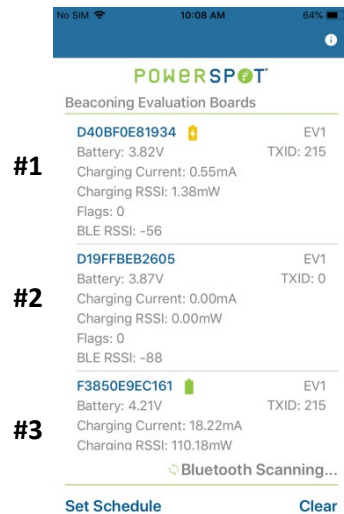 No SIM 10:08 AM 64%
POWERSPOT
Beaconing Evaluation Boards
#1
D40BF0E81934 EV1
Battery: 3.82V TXID: 215
Charging Current: 0.55mA
Charging RSSI: 1.38mW
Flags: 0
BLE RSSI: -56
#2
D19FFBEB2605 EV1
Battery: 3.87V TXID: 0
Charging Current: 0.00mA
Charging RSSI: 0.00mW
Flags: 0
BLE RSSI: -88
#3
F3850E9EC161 EV1
Battery: 4.21V TXID: 215
Charging Current: 18.22mA
Charging RSSI: 110.18mW
Bluetooth Scanning...
Set Schedule Clear